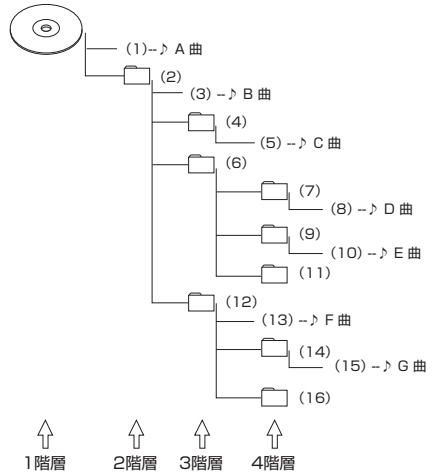 (1)--♪ A 曲
(2)
(3) --♪ B 曲
(4)
(5) --♪ C 曲
(6)
(7)
(8) --♪ D 曲
(9)
(10) --♪ E 曲
(11)
(12)
(13) --♪ F 曲
(14)
(15) --♪ G 曲
(16)
1階層 2階層 3階層 4階層